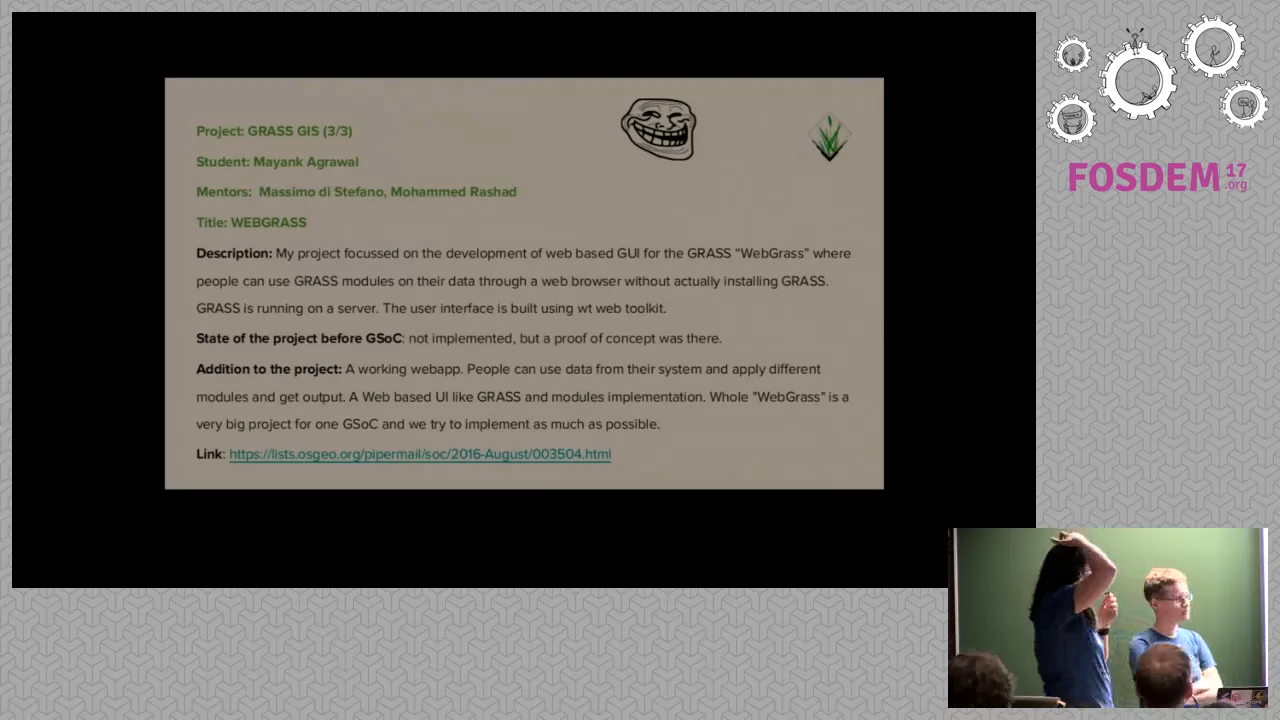 Project: GRASS GIS (3/3)
Student: Mayank Agrawal
Mentors: Massimo di Stefano, Mohammed Rashad
Title: WEBGRASS
Description: My project focussed on the development of web based GUI for the GRASS “WebGrass” where
people can use GRASS modules on their data through a web browser without actually installing GRASS.
GRASS is running on a server. The user interface is built using wt web toolkit.
State of the project before GSoC: not implemented, but a proof of concept was there.
Addition to the project: A working webapp. People can use data from their system and apply different
modules and get output. A Web based UI like GRASS and modules implementation. Whole "WebGrass" is a
very big project for one GSoC and we try to implement as much as possible.
Link: https://lists.osgeo.org/pipermail/soc/2016-August/003504.html
FOSDEM 17
.org